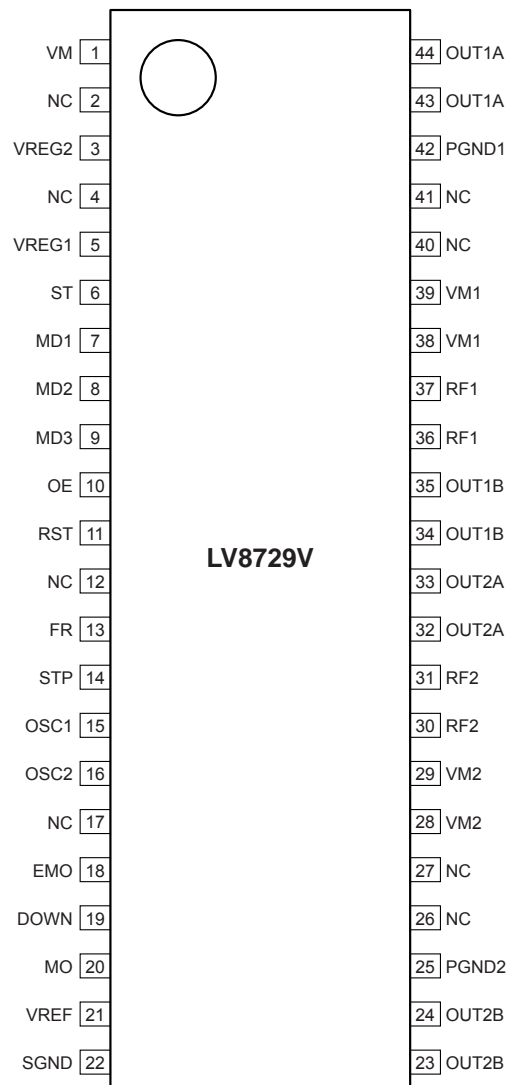 VM 1 44 OUT1A
NC 2 43 OUT1A
VREG2 3 42 PGND1
NC 4 41 NC
VREG1 5 40 NC
ST 6 39 VM1
MD1 7 38 VM1
MD2 8 37 RF1
MD3 9 36 RF1
OE 10 35 OUT1B
RST 11 34 OUT1B
LV8729V
NC 12 33 OUT2A
FR 13 32 OUT2A
STP 14 31 RF2
OSC1 15 30 RF2
OSC2 16 29 VM2
NC 17 28 VM2
EMO 18 27 NC
DOWN 19 26 NC
MO 20 25 PGND2
VREF 21 24 OUT2B
SGND 22 23 OUT2B